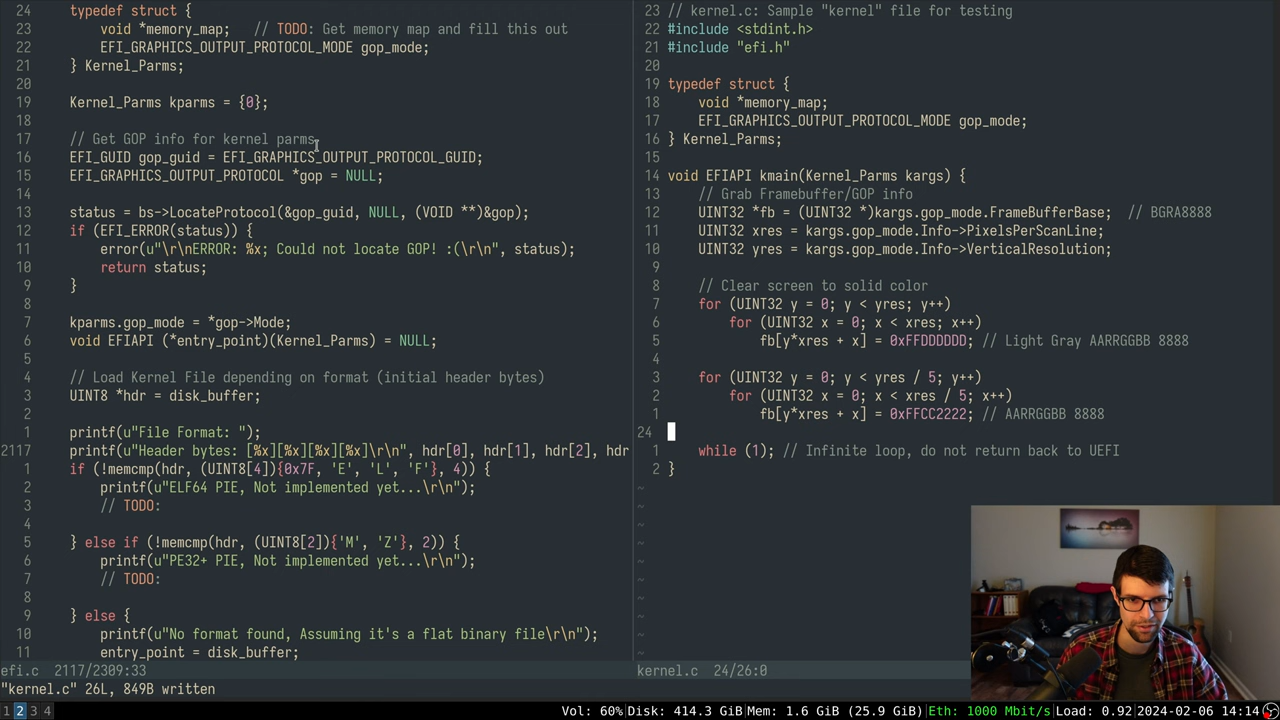 24 typedef struct {
23 void *memory_map; // TODO: Get memory map and fill this out
22 EFI_GRAPHICS_OUTPUT_PROTOCOL_MODE gop_mode;
21 } Kernel_Parms;
20
19 Kernel_Parms kparms = {0};
18
17 // Get GOP info for kernel parms
16 EFI_GUID gop_guid = EFI_GRAPHICS_OUTPUT_PROTOCOL_GUID;
15 EFI_GRAPHICS_OUTPUT_PROTOCOL *gop = NULL;
14
13 status = bs->LocateProtocol(&gop_guid, NULL, (VOID **)&gop);
12 if (EFI_ERROR(status)) {
11 error(u"\r\nERROR: %x; Could not locate GOP! :(\r\n", status);
10 return status;
9 }
8
7 kparms.gop_mode = *gop->Mode;
6 void EFIAPI (*entry_point)(Kernel_Parms) = NULL;
5
4 // Load Kernel File depending on format (initial header bytes)
3 UINT8 *hdr = disk_buffer;
2
1 printf(u"File Format: ");
2117 printf(u"Header bytes: [%x][%x][%x][%x]\r\n", hdr[0], hdr[1], hdr[2], hdr
1 if (!memcmp(hdr, (UINT8[4]){0x7F, 'E', 'L', 'F'}, 4)) {
2 printf(u"ELF64 PIE, Not implemented yet...\r\n");
3 // TODO:
4
5 } else if (!memcmp(hdr, (UINT8[2]){'M', 'Z'}, 2)) {
6 printf(u"PE32+ PIE, Not implemented yet...\r\n");
7 // TODO:
8
9 } else {
10 printf(u"No format found, Assuming it's a flat binary file\r\n");
11 entry_point = disk_buffer;
efi.c 2117/2309:33
23 // kernel.c: Sample "kernel" file for testing
22 #include <stdint.h>
21 #include "efi.h"
20
19 typedef struct {
18 void *memory_map;
17 EFI_GRAPHICS_OUTPUT_PROTOCOL_MODE gop_mode;
16 } Kernel_Parms;
15
14 void EFIAPI kmain(Kernel_Parms kargs) {
13 // Grab Framebuffer/GOP info
12 UINT32 *fb = (UINT32 *)kargs.gop_mode.FrameBufferBase; // BGRA8888
11 UINT32 xres = kargs.gop_mode.Info->PixelsPerScanLine;
10 UINT32 yres = kargs.gop_mode.Info->VerticalResolution;
9
8 // Clear screen to solid color
7 for (UINT32 y = 0; y < yres; y++)
6 for (UINT32 x = 0; x < xres; x++)
5 fb[y*xres + x] = 0xFFDDDDDD; // Light Gray AARRGGBB 8888
4
3 for (UINT32 y = 0; y < yres / 5; y++)
2 for (UINT32 x = 0; x < xres / 5; x++)
1 fb[y*xres + x] = 0xFFCC2222; // AARRGGBB 8888
24
1 while (1); // Infinite loop, do not return back to UEFI
2 }
~
~
~
~
~
~
~
~
~
~
kernel.c 24/26:0
"kernel.c" 26L, 849B written
1 2 3 4
Vol: 60%|Disk: 414.3 GiB|Mem: 1.6 GiB (25.9 GiB)|Eth: 1000 Mbit/s|Load: 0.92|2024-02-06 14:14